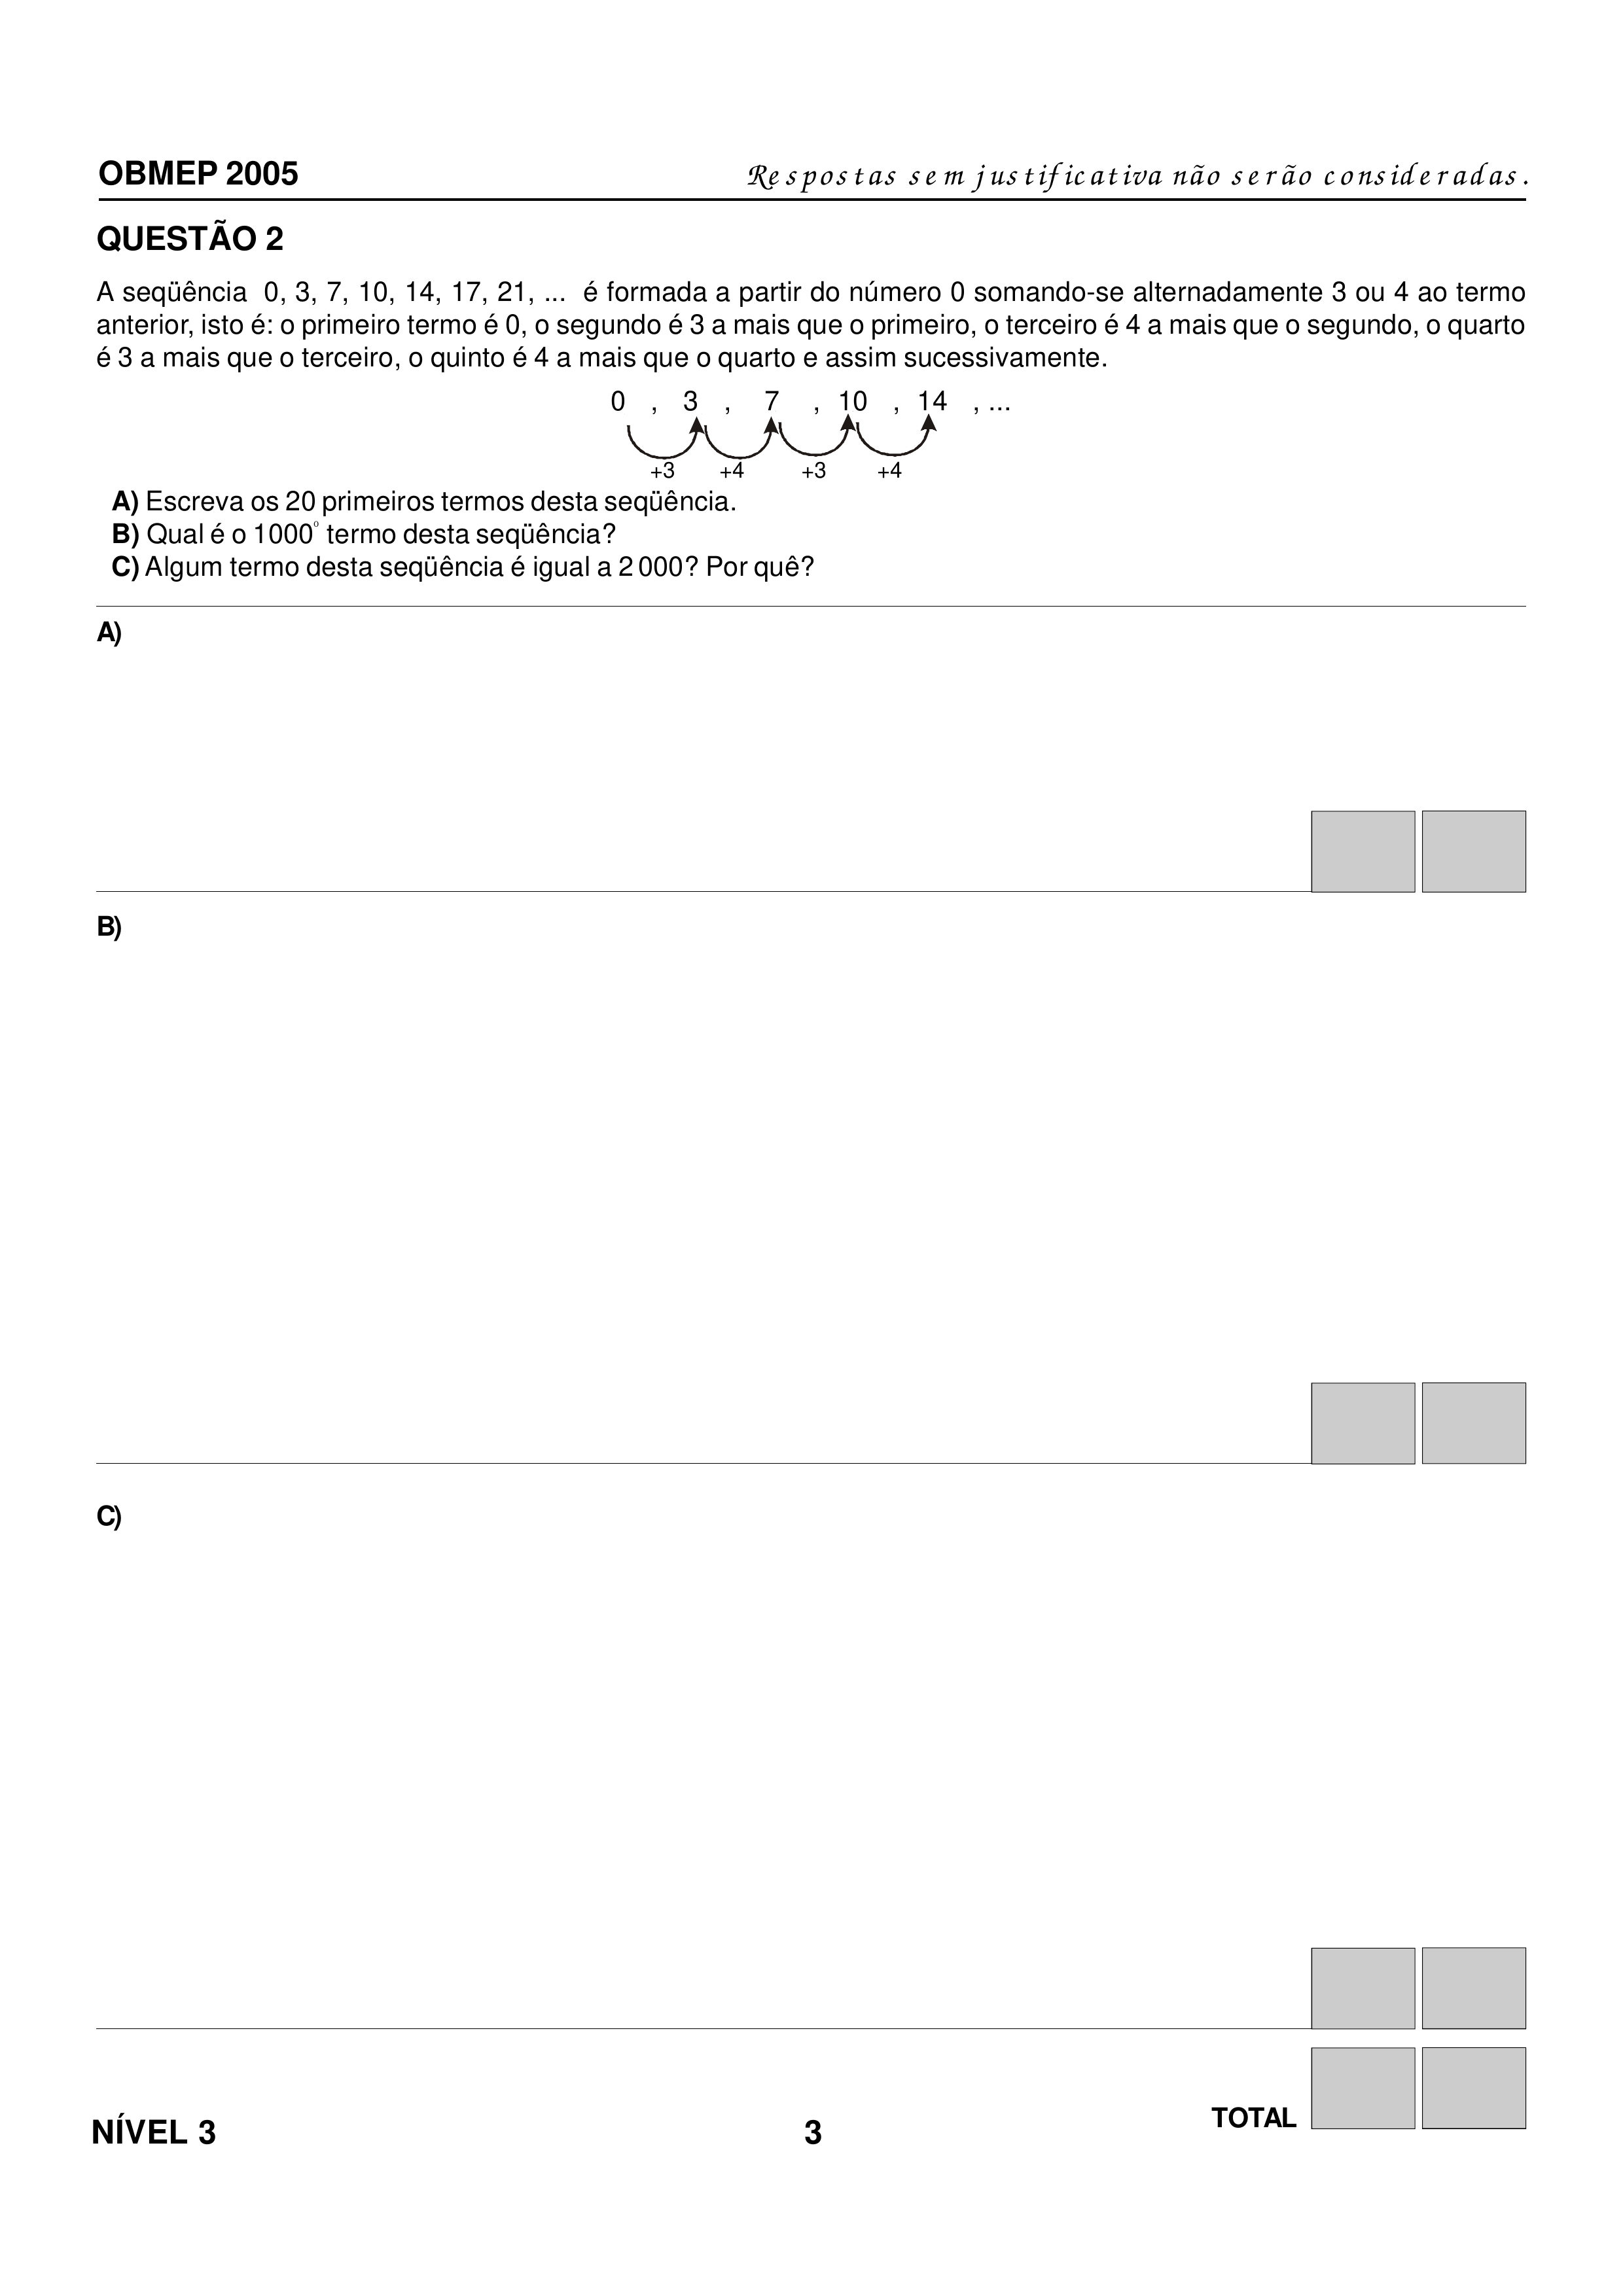 OBMEP 2005
Respostas sem justificativa não serão consideradas.
QUESTÃO 2
A seqüência 0, 3, 7, 10, 14, 17, 21, ... é formada a partir do número 0 somando-se alternadamente 3 ou 4 ao termo
anterior, isto é: o primeiro termo é 0, o segundo é 3 a mais que o primeiro, o terceiro é 4 a mais que o segundo, o quarto
é 3 a mais que o terceiro, o quinto é 4 a mais que o quarto e assim sucessivamente.
0 , 3 , 7 , 10 , 14 , ...
+3 +4 +3 +4
A) Escreva os 20 primeiros termos desta seqüência.
B) Qual é o 1000º termo desta seqüência?
C) Algum termo desta seqüência é igual a 2 000? Por quê?
A)
B)
C)
TOTAL
NÍVEL 3
3